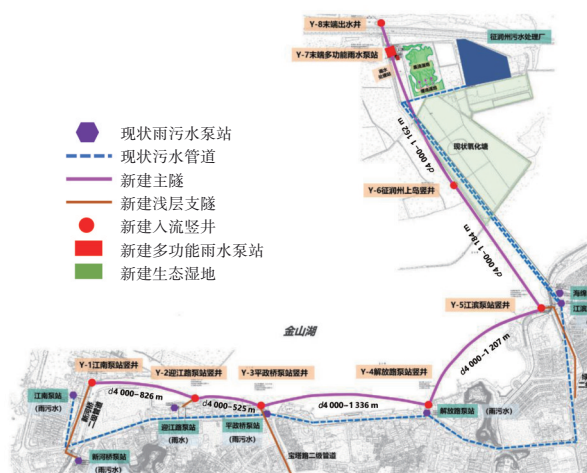 Y-8末端出水井
征润州污水处理厂
Y-7末端多功能雨水泵站
现状雨污水泵站
现状污水管道
新建主隧
新建浅层支隧
新建入流竖井
新建多功能雨水泵站
新建生态湿地
d4 000-1 162 m
现状氧化塘
Y-6征润州上岛竖井
d4 000-1 184 m
Y-5江滨泵站竖井
金山湖
d4 000-1 207 m
Y-1江南泵站竖井
Y-2迎江路泵站竖井
Y-3平政桥泵站竖井
Y-4解放路泵站竖井
d4 000-826 m
d4 000-525 m
d4 000-1 336 m
江南泵站
(雨污水)
新河桥
二级管道
迎江路泵站
(雨水)
平政桥泵站
(雨污水)
解放路泵站
(雨污水)
新河桥泵站
(雨污水)
宝塔路二级管道